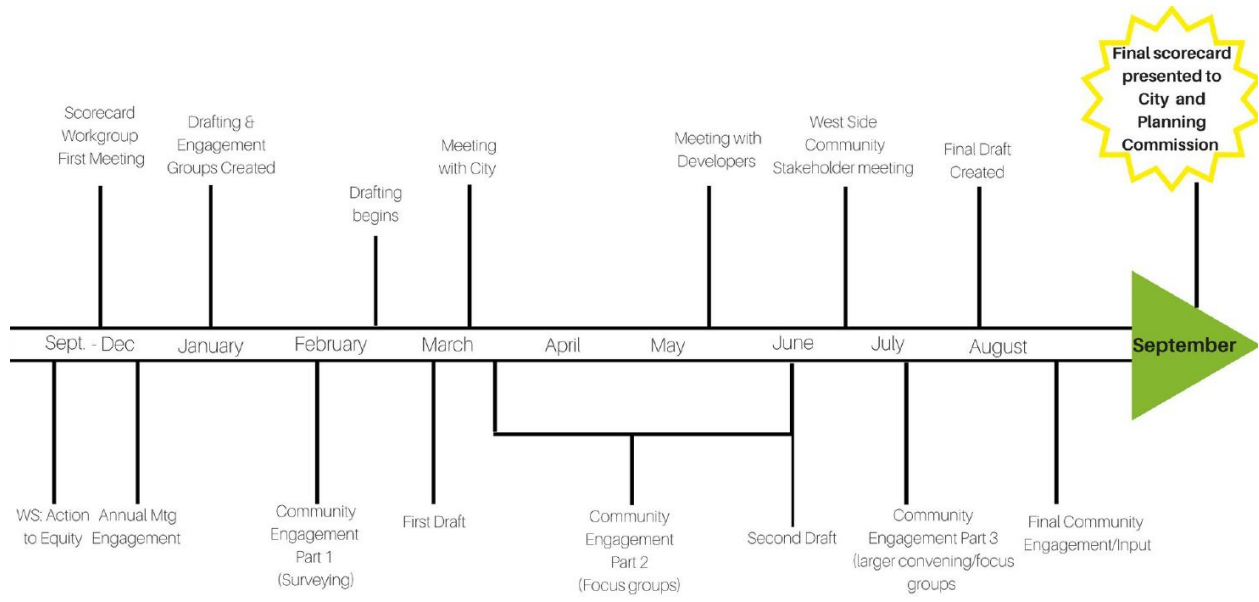 Final scorecard
presented to
City and
Planning
Commission
Scorecard
Workgroup
First Meeting
Drafting &
Engagement
Groups Created
Drafting
begins
Meeting
with City
Meeting with
Developers
West Side
Community
Stakeholder meeting
Final Draft
Created
Sept. - Dec
January
February
March
April
May
June
July
August
September
WS: Action
to Equity
Annual Mtg
Engagement
Community
Engagement
Part 1
(Surveying)
First Draft
Community
Engagement
Part 2
(Focus groups)
Second Draft
Community
Engagement Part 3
(larger convening/focus
groups
Final Community
Engagement/Input